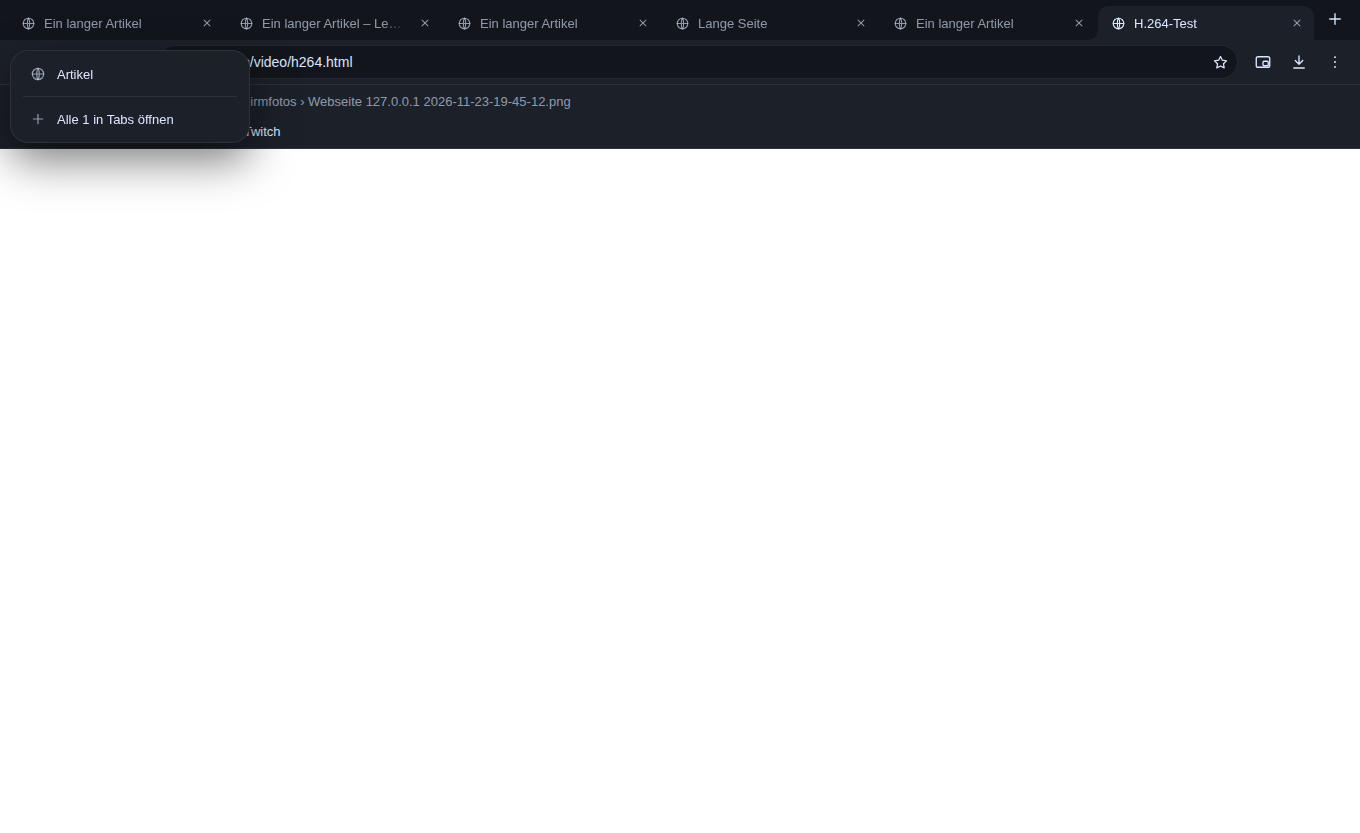 Ein langer Artikel
Ein langer Artikel – Le…
Ein langer Artikel
Lange Seite
Ein langer Artikel
H.264-Test
/video/h264.html
Artikel
Webseite 127.0.0.1 2026-11-23-19-45-12.png
Alle 1 in Tabs öffnen
Twitch